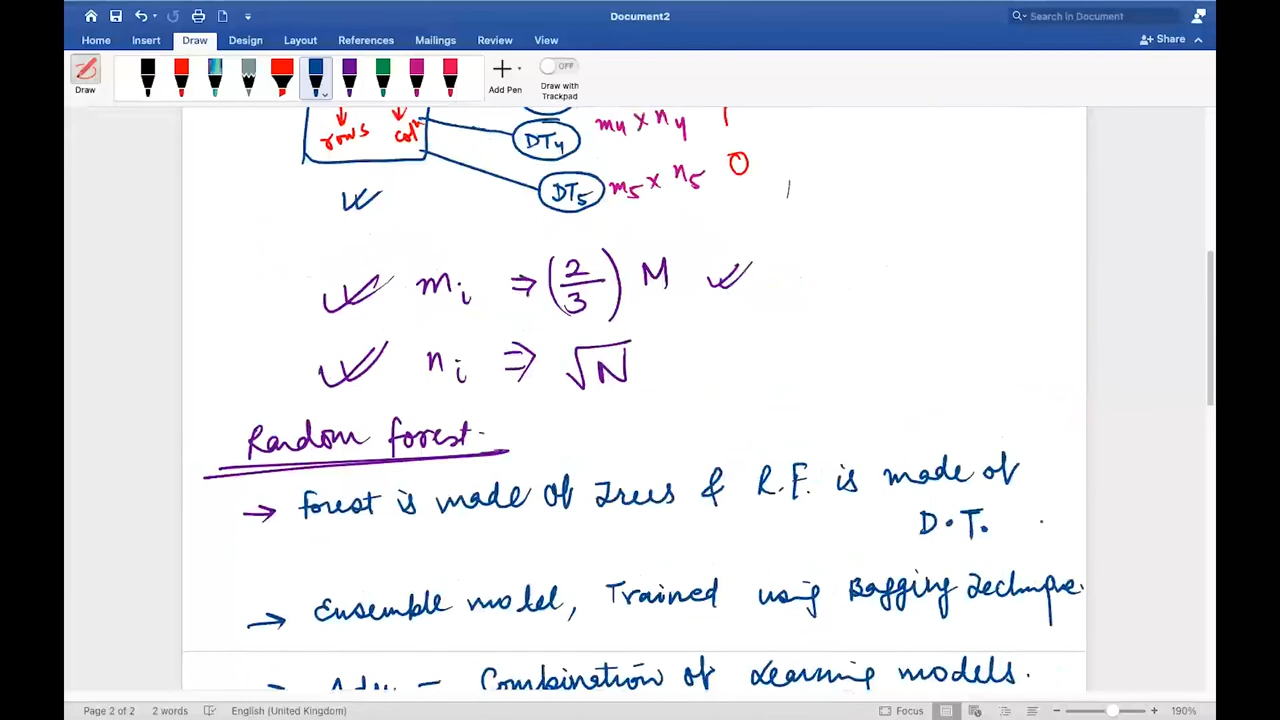 Document2
Search in Document
Home Insert Draw Design Layout References Mailings Review View
Share
Draw
Add Pen
OFF
Draw with Trackpad
rows col
DT4 m4 × n4 1
DT5 m5 × n5 0
mi ⇒ (2/3) M
ni ⇒ √N
Random forest.
→ forest is made of Trees & R.F. is made of
D.T.
→ Ensemble model, Trained using Bagging Technique.
→ Adv - Combination of Learning models.
Page 2 of 2 2 words English (United Kingdom) Focus 190%